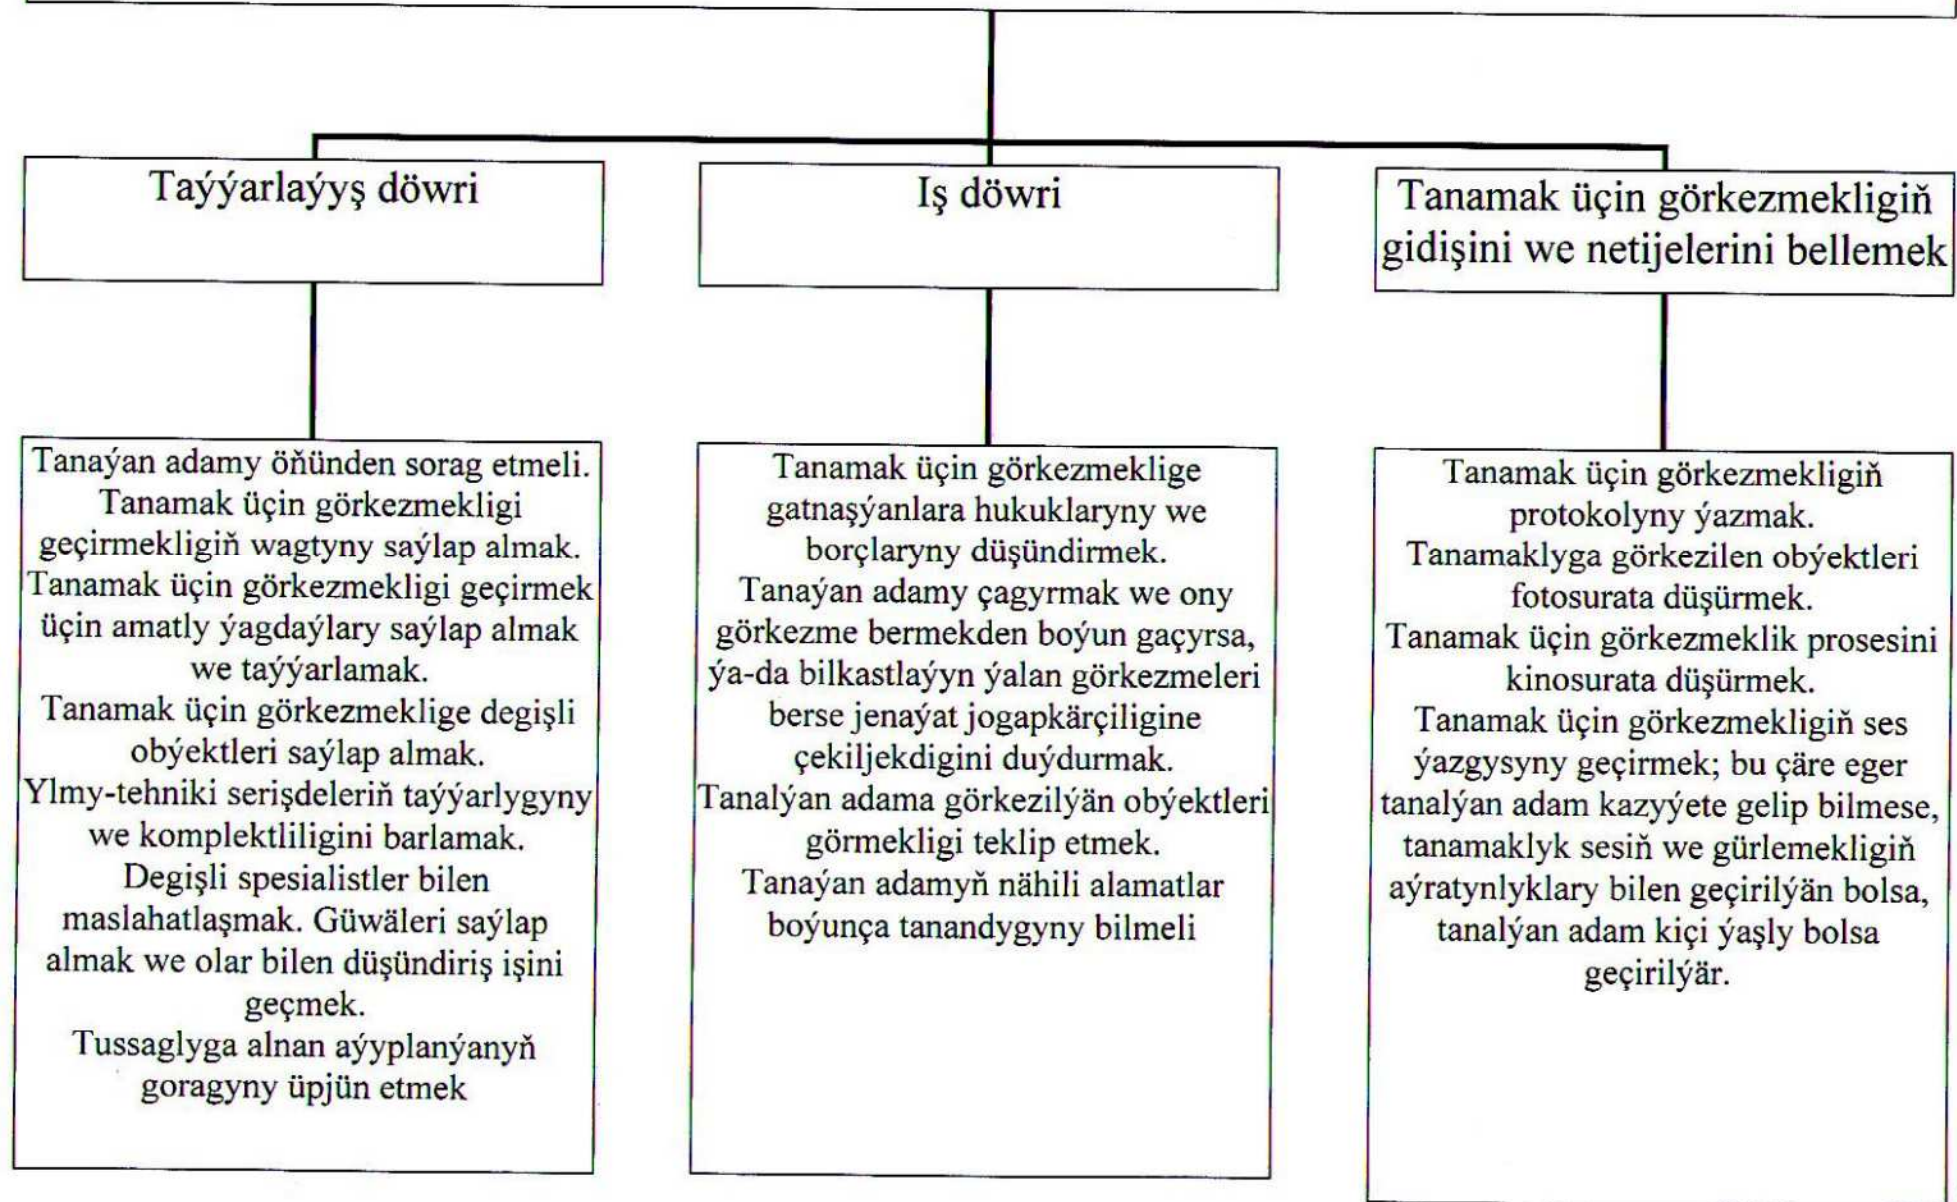 Taýýarlaýyş döwri
Iş döwri
Tanamak üçin görkezmekligiň
gidişini we netijelerini bellemek
Tanaýan adamy öňünden sorag etmeli.
Tanamak üçin görkezmekligi
geçirmekligiň wagtyny saýlap almak.
Tanamak üçin görkezmekligi geçirmek
üçin amatly ýagdaýlary saýlap almak
we taýýarlamak.
Tanamak üçin görkezmeklige degişli
obýektleri saýlap almak.
Ylmy-tehniki serişdeleriň taýýarlygyny
we komplektliligini barlamak.
Degişli spesialistler bilen
maslahatlaşmak. Güwäleri saýlap
almak we olar bilen düşündiriş işini
geçmek.
Tussaglyga alnan aýyplanýanyň
goragyny üpjün etmek
Tanamak üçin görkezmeklige
gatnaşýanlara hukuklaryny we
borçlaryny düşündirmek.
Tanaýan adamy çagyrmak we ony
görkezme bermekden boýun gaçyrsa,
ýa-da bilkastlaýyn ýalan görkezmeleri
berse jenaýat jogapkärçiligine
çekiljekdigini duýdurmak.
Tanalýan adama görkezilýän obýektleri
görmekligi teklip etmek.
Tanaýan adamyň nähili alamatlar
boýunça tanandygyny bilmeli
Tanamak üçin görkezmekligiň
protokolyny ýazmak.
Tanamaklyga görkezilen obýektleri
fotosurata düşürmek.
Tanamak üçin görkezmeklik prosesini
kinosurata düşürmek.
Tanamak üçin görkezmekligiň ses
ýazgysyny geçirmek; bu çäre eger
tanalýan adam kazyýete gelip bilmese,
tanamaklyk sesiň we gürlemekligiň
aýratynlyklary bilen geçirilýän bolsa,
tanalýan adam kiçi ýaşly bolsa
geçirilýär.